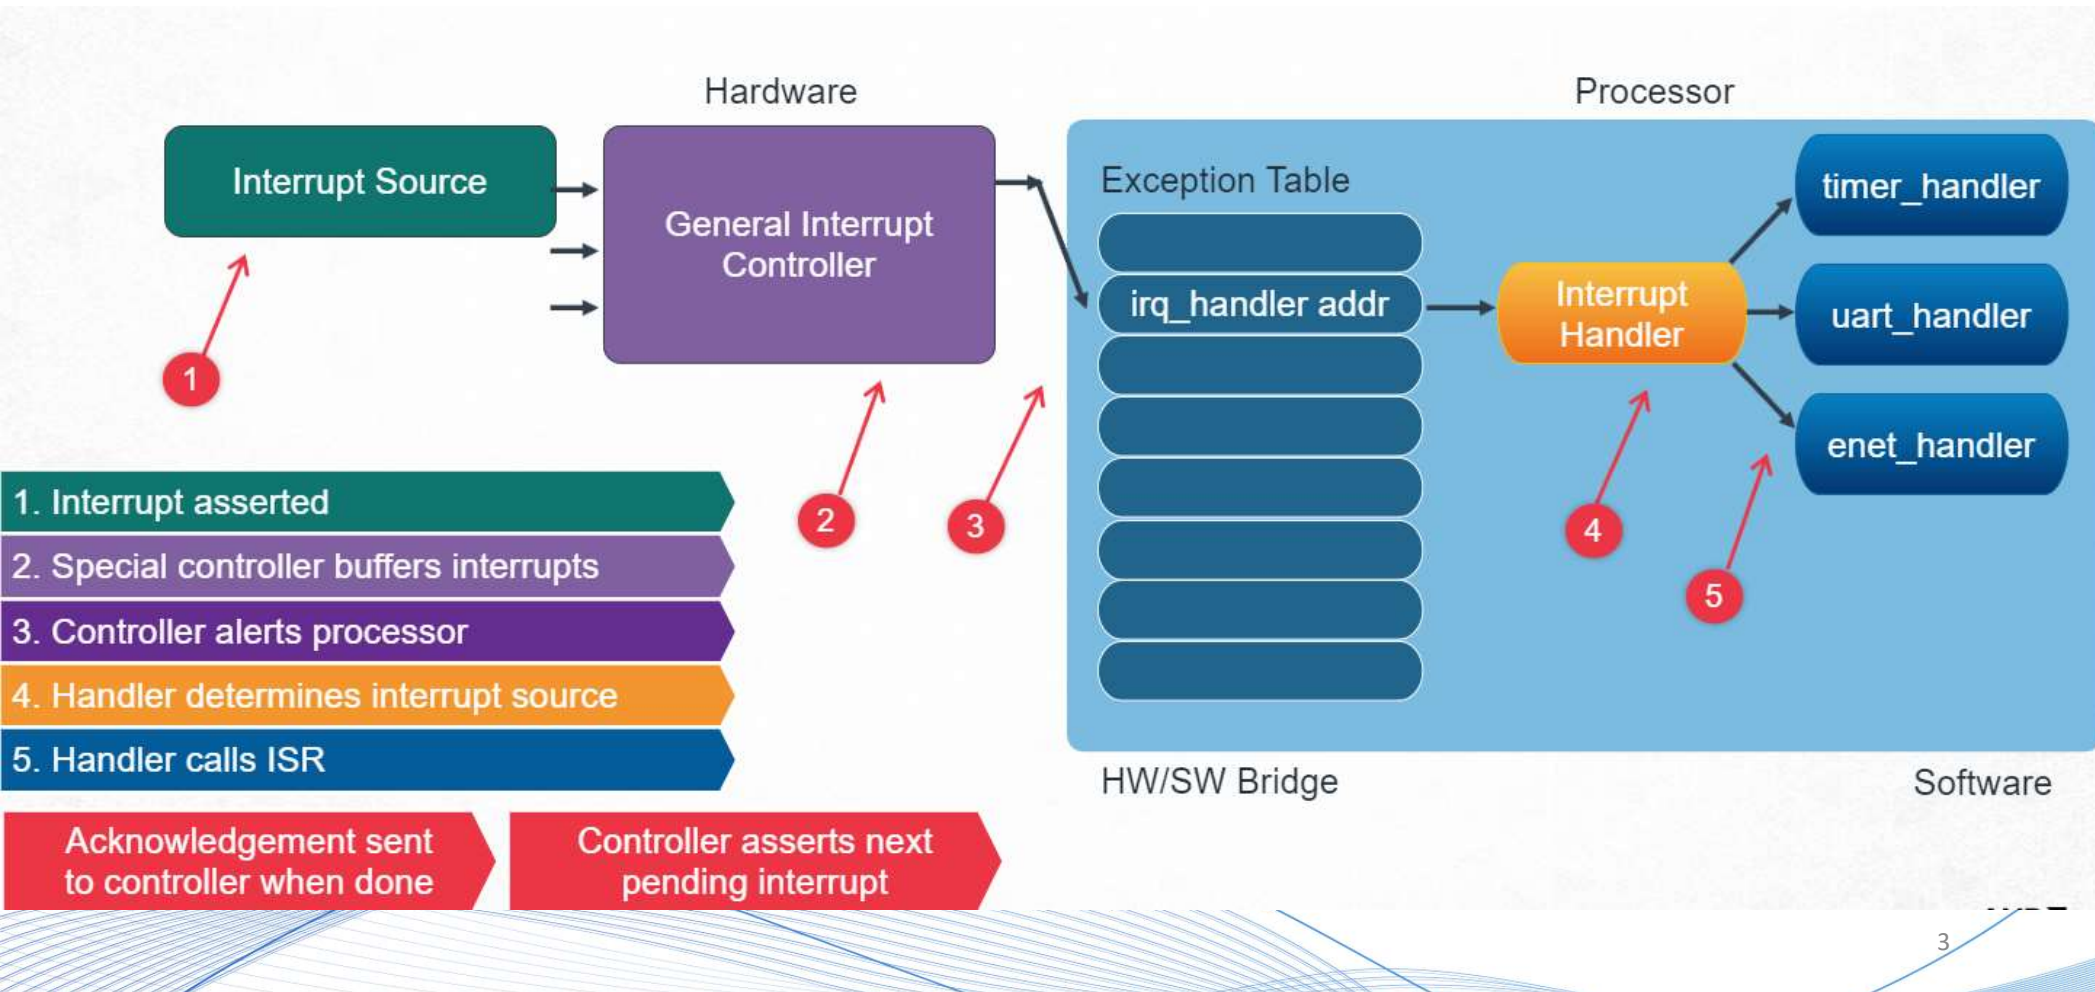 Hardware
Processor
Interrupt Source
General Interrupt
Controller
Exception Table
irq_handler addr
Interrupt
Handler
timer_handler
uart_handler
enet_handler
1
2
3
4
5
1. Interrupt asserted
2. Special controller buffers interrupts
3. Controller alerts processor
4. Handler determines interrupt source
5. Handler calls ISR
HW/SW Bridge
Software
Acknowledgement sent
to controller when done
Controller asserts next
pending interrupt
3